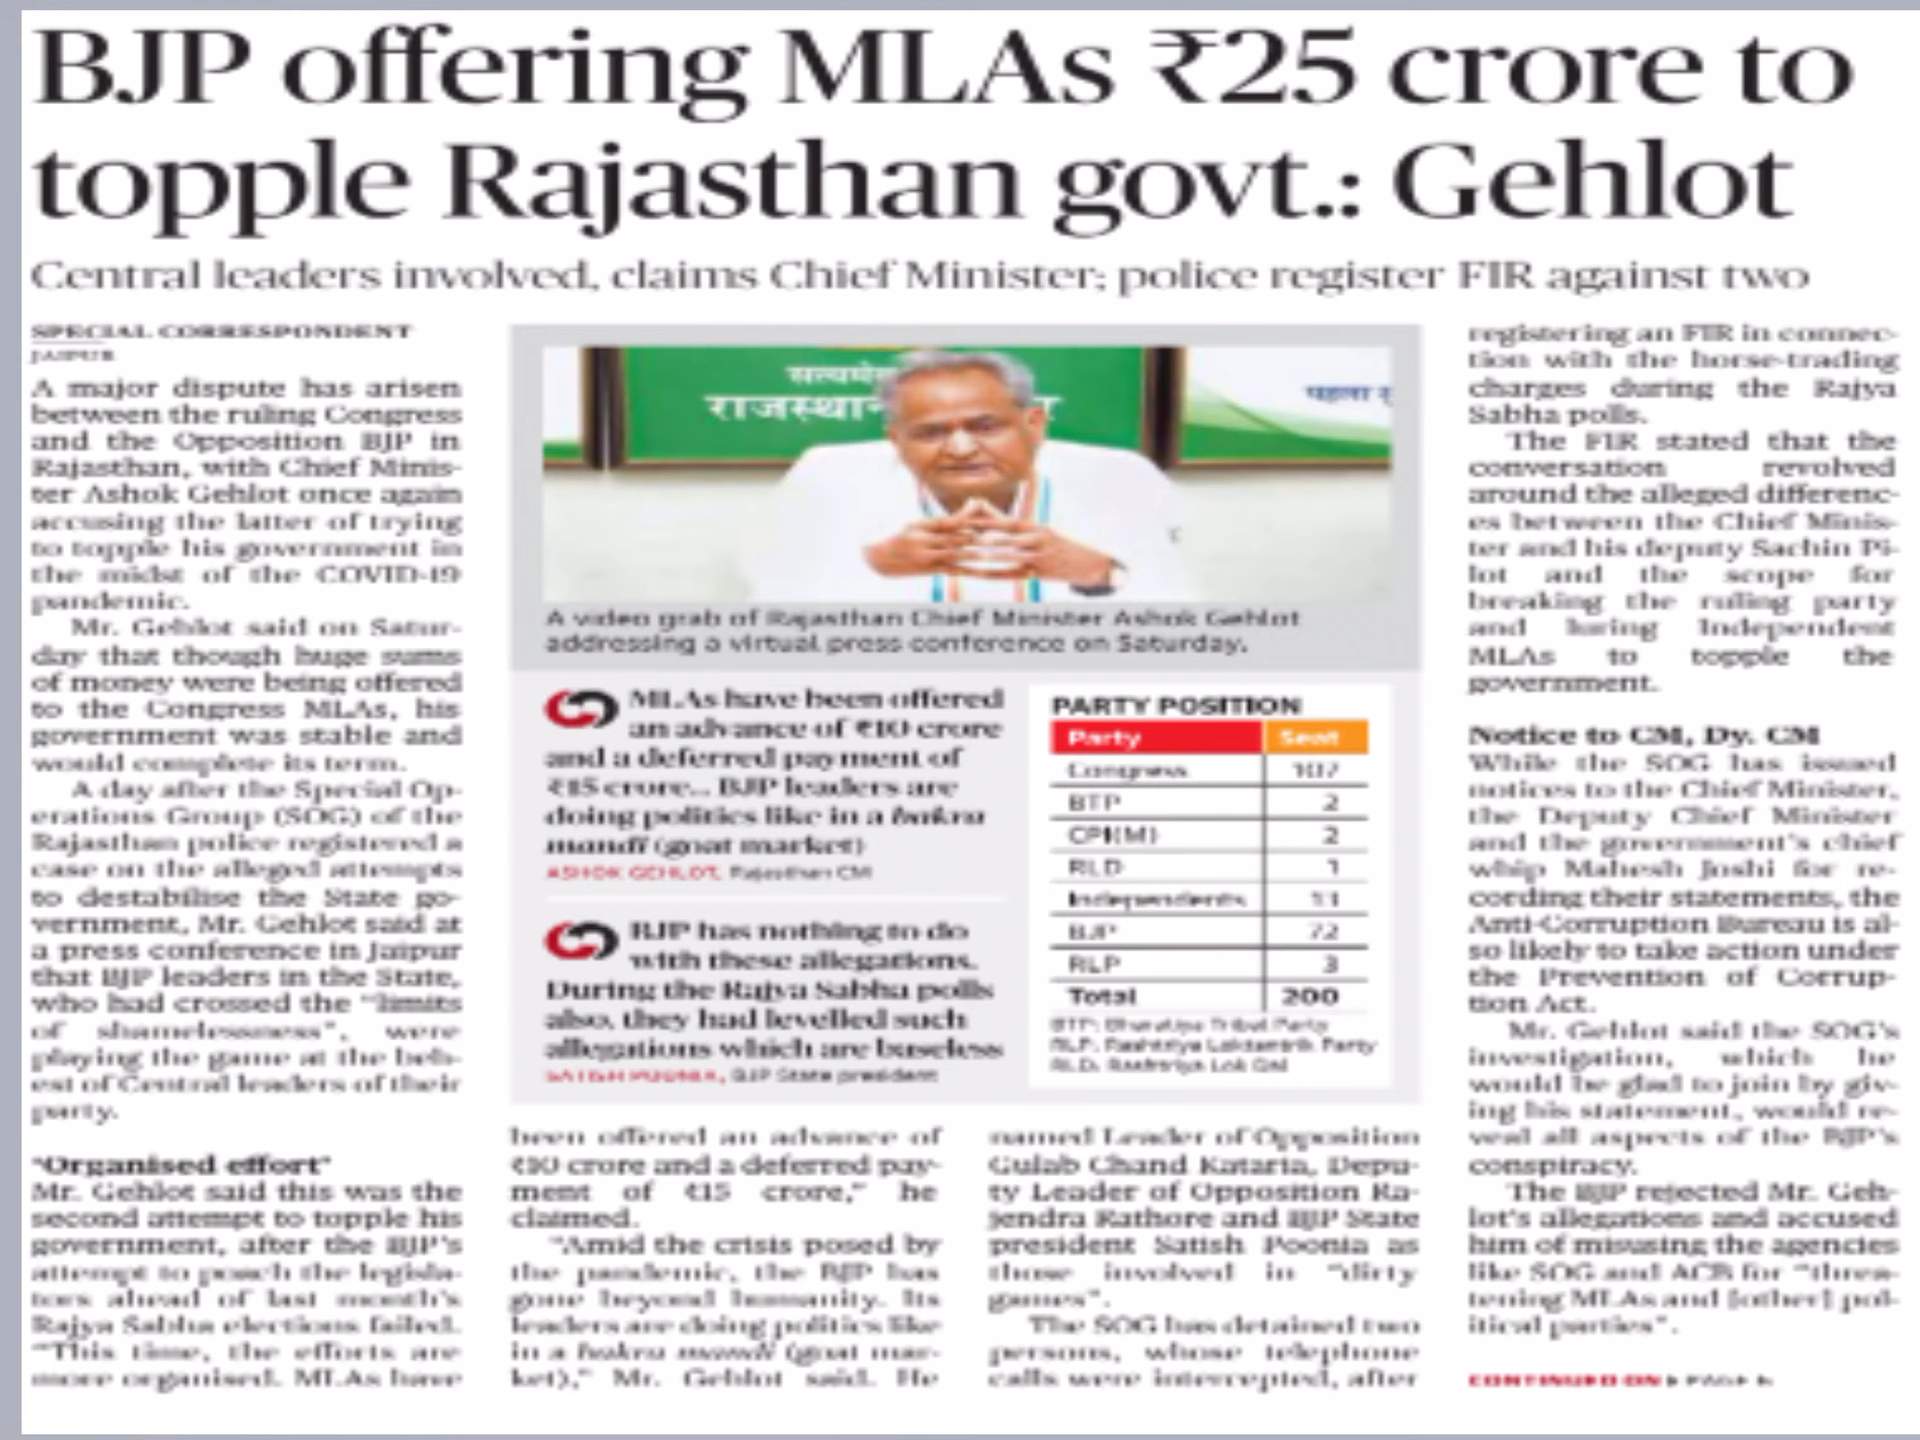 BJP offering MLAs ₹25 crore to
topple Rajasthan govt.: Gehlot
Central leaders involved, claims Chief Minister; police register FIR against two
SPECIAL CORRESPONDENT
JAIPUR
A major dispute has arisen
between the ruling Congress
and the Opposition BJP in
Rajasthan, with Chief Minis-
ter Ashok Gehlot once again
accusing the latter of trying
to topple his government in
the midst of the COVID-19
pandemic.
Mr. Gehlot said on Satur-
day that though huge sums
of money were being offered
to the Congress MLAs, his
government was stable and
would complete its term.
A day after the Special Op-
erations Group (SOG) of the
Rajasthan police registered a
case on the alleged attempts
to destabilise the State go-
vernment, Mr. Gehlot said at
a press conference in Jaipur
that BJP leaders in the State,
who had crossed the "limits
of shamelessness", were
playing the game at the beh-
est of Central leaders of their
party.
'Organised effort'
Mr. Gehlot said this was the
second attempt to topple his
government, after the BJP's
attempt to poach the legisla-
tors ahead of last month's
Rajya Sabha elections failed.
"This time, the efforts are
more organised. MLAs have
सत्यमे
राजस्थान
पहला
A video grab of Rajasthan Chief Minister Ashok Gehlot
addressing a virtual press conference on Saturday.
MLAs have been offered
an advance of ₹10 crore
and a deferred payment of
₹15 crore... BJP leaders are
doing politics like in a bakra
mandi (goat market)
ASHOK GEHLOT, Rajasthan CM
BJP has nothing to do
with these allegations.
During the Rajya Sabha polls
also, they had levelled such
allegations which are baseless
SATISH POONIA, BJP State president
PARTY POSITION
Party Seat
Congress 107
BTP 2
CPI(M) 2
RLD 1
Independents 13
BJP 72
RLP 3
Total 200
BTP: Bharatiya Tribal Party
RLP: Rashtriya Loktantrik Party
RLD: Rashtriya Lok Dal
been offered an advance of
₹10 crore and a deferred pay-
ment of ₹15 crore," he
claimed.
"Amid the crisis posed by
the pandemic, the BJP has
gone beyond humanity. Its
leaders are doing politics like
in a bakra mandi (goat mar-
ket)," Mr. Gehlot said. He
named Leader of Opposition
Gulab Chand Kataria, Depu-
ty Leader of Opposition Ra-
jendra Rathore and BJP State
president Satish Poonia as
those involved in "dirty
games".
The SOG has detained two
persons, whose telephone
calls were intercepted, after
registering an FIR in connec-
tion with the horse-trading
charges during the Rajya
Sabha polls.
The FIR stated that the
conversation revolved
around the alleged differenc-
es between the Chief Minis-
ter and his deputy Sachin Pi-
lot and the scope for
breaking the ruling party
and luring Independent
MLAs to topple the
government.
Notice to CM, Dy. CM
While the SOG has issued
notices to the Chief Minister,
the Deputy Chief Minister
and the government's chief
whip Mahesh Joshi for re-
cording their statements, the
Anti-Corruption Bureau is al-
so likely to take action under
the Prevention of Corrup-
tion Act.
Mr. Gehlot said the SOG's
investigation, which he
would be glad to join by giv-
ing his statement, would re-
veal all aspects of the BJP's
conspiracy.
The BJP rejected Mr. Geh-
lot's allegations and accused
him of misusing the agencies
like SOG and ACB for "threa-
tening MLAs and [other] pol-
itical parties".
CONTINUED ON PAGE